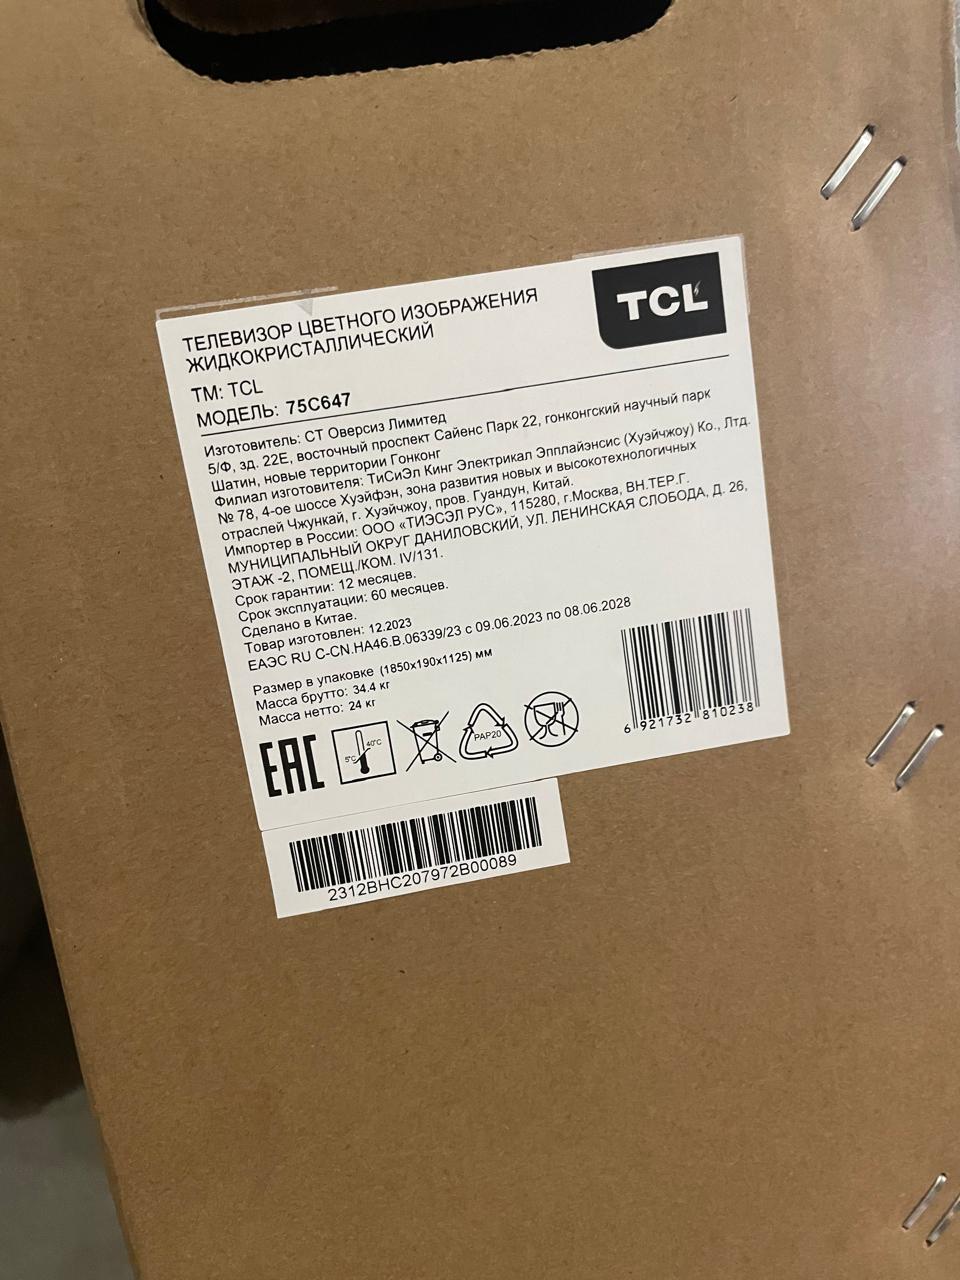 TCL
ТЕЛЕВИЗОР ЦВЕТНОГО ИЗОБРАЖЕНИЯ
ЖИДКОКРИСТАЛЛИЧЕСКИЙ
ТМ: TCL
МОДЕЛЬ: 75C647
Изготовитель: СТ Оверсиз Лимитед
5/Ф, зд. 22Е, восточный проспект Сайенс Парк 22, гонконгский научный парк
Шатин, новые территории Гонконг
Филиал изготовителя: ТиСиЭл Кинг Электрикал Эпплайэнсис (Хуэйчжоу) Ко., Лтд.
№ 78, 4-ое шоссе Хуэйфэн, зона развития новых и высокотехнологичных
отраслей Чжункай, г. Хуэйчжоу, пров. Гуандун, Китай.
Импортер в России: ООО «ТИЭСЭЛ РУС», 115280, г.Москва, ВН.ТЕР.Г.
МУНИЦИПАЛЬНЫЙ ОКРУГ ДАНИЛОВСКИЙ, УЛ. ЛЕНИНСКАЯ СЛОБОДА, Д. 26,
ЭТАЖ -2, ПОМЕЩ./КОМ. IV/131.
Срок гарантии: 12 месяцев.
Срок эксплуатации: 60 месяцев.
Сделано в Китае.
Товар изготовлен: 12.2023
ЕАЭС RU C-CN.HA46.B.06339/23 с 09.06.2023 по 08.06.2028
Размер в упаковке (1850x190x1125) мм
Масса брутто: 34.4 кг
Масса нетто: 24 кг
EAC
5°C
40°C
PAP20
6 921732 810238
2312BHC207972B00089